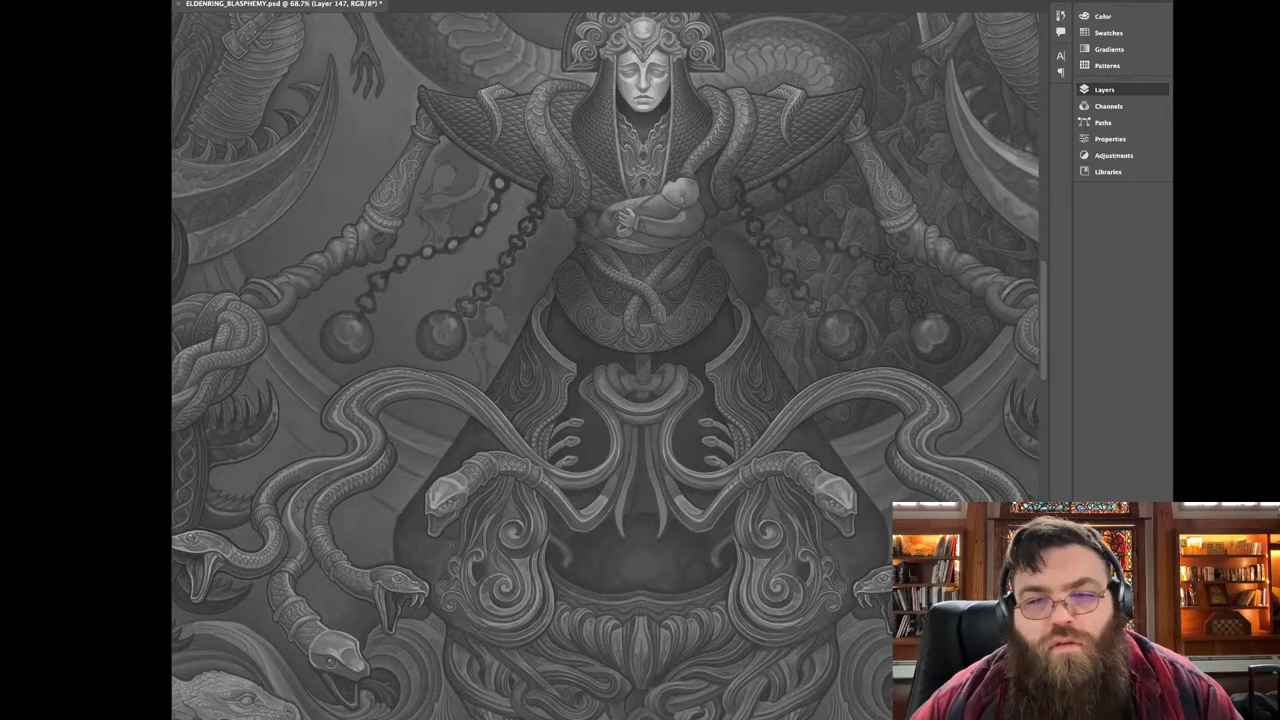 ELDENRING_BLASPHEMY.psd @ 68.7% (Layer 147, RGB/8*) *
Color
Swatches
Gradients
Patterns
Layers
Channels
Paths
Properties
Adjustments
Libraries